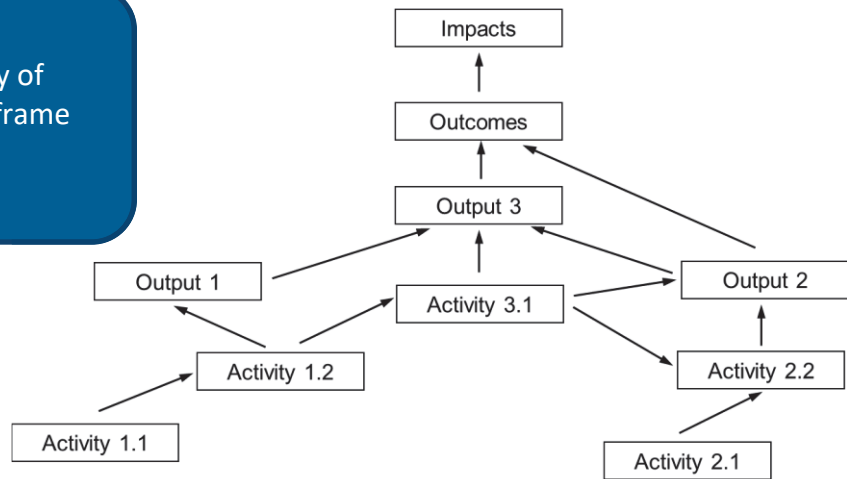 y of
frame
Impacts
Outcomes
Output 3
Output 1
Activity 3.1
Output 2
Activity 1.2
Activity 2.2
Activity 1.1
Activity 2.1